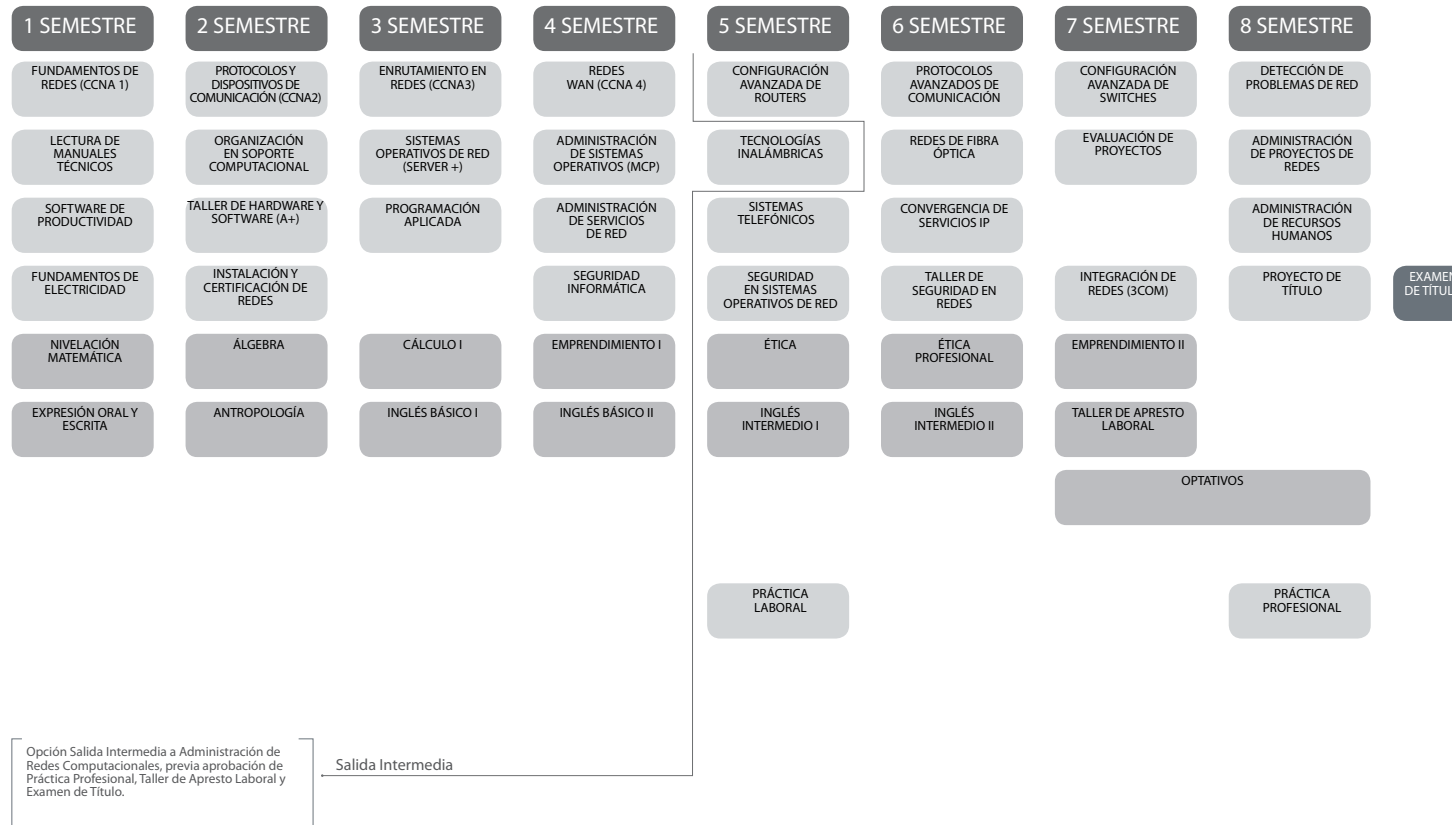 1 SEMESTRE
FUNDAMENTOS DE
REDES (CCNA 1)
LECTURA DE
MANUALES
TÉCNICOS
SOFTWARE DE
PRODUCTIVIDAD
FUNDAMENTOS DE
ELECTRICIDAD
NIVELACIÓN
MATEMÁTICA
EXPRESIÓN ORAL Y
ESCRITA
2 SEMESTRE
PROTOCOLOS Y
DISPOSITIVOS DE
COMUNICACIÓN (CCNA2)
ORGANIZACIÓN
EN SOPORTE
COMPUTACIONAL
TALLER DE HARDWARE Y
SOFTWARE (A+)
INSTALACIÓN Y
CERTIFICACIÓN DE
REDES
ÁLGEBRA
ANTROPOLOGÍA
3 SEMESTRE
ENRUTAMIENTO EN
REDES (CCNA3)
SISTEMAS
OPERATIVOS DE RED
(SERVER +)
PROGRAMACIÓN
APLICADA
CÁLCULO I
INGLÉS BÁSICO I
4 SEMESTRE
REDES
WAN (CCNA 4)
ADMINISTRACIÓN
DE SISTEMAS
OPERATIVOS (MCP)
ADMINISTRACIÓN
DE SERVICIOS
DE RED
SEGURIDAD
INFORMÁTICA
EMPRENDIMIENTO I
INGLÉS BÁSICO II
5 SEMESTRE
CONFIGURACIÓN
AVANZADA DE
ROUTERS
TECNOLOGÍAS
INALÁMBRICAS
SISTEMAS
TELEFÓNICOS
SEGURIDAD
EN SISTEMAS
OPERATIVOS DE RED
ÉTICA
INGLÉS
INTERMEDIO I
PRÁCTICA
LABORAL
6 SEMESTRE
PROTOCOLOS
AVANZADOS DE
COMUNICACIÓN
REDES DE FIBRA
ÓPTICA
CONVERGENCIA DE
SERVICIOS IP
TALLER DE
SEGURIDAD EN
REDES
ÉTICA
PROFESIONAL
INGLÉS
INTERMEDIO II
7 SEMESTRE
CONFIGURACIÓN
AVANZADA DE
SWITCHES
EVALUACIÓN DE
PROYECTOS
INTEGRACIÓN DE
REDES (3COM)
EMPRENDIMIENTO II
TALLER DE APRESTO
LABORAL
OPTATIVOS
8 SEMESTRE
DETECCIÓN DE
PROBLEMAS DE RED
ADMINISTRACIÓN
DE PROYECTOS DE
REDES
ADMINISTRACIÓN
DE RECURSOS
HUMANOS
PROYECTO DE
TÍTULO
PRÁCTICA
PROFESIONAL
EXAMEN
DE TÍTUL
Opción Salida Intermedia a Administración de
Redes Computacionales, previa aprobación de
Práctica Profesional, Taller de Apresto Laboral y
Examen de Título.
Salida Intermedia